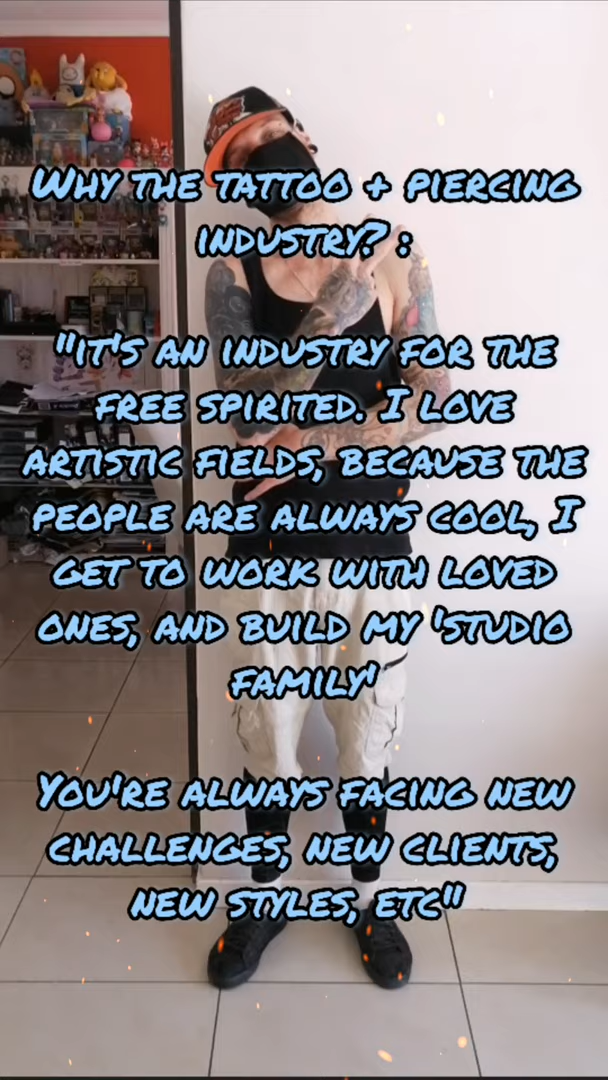 Why the tattoo + piercing
industry? :
"it's an industry for the
free spirited. I love
artistic fields, because the
people are always cool, I
get to work with loved
ones, and build my 'studio
family'
You're always facing new
challenges, new clients,
new styles, etc"